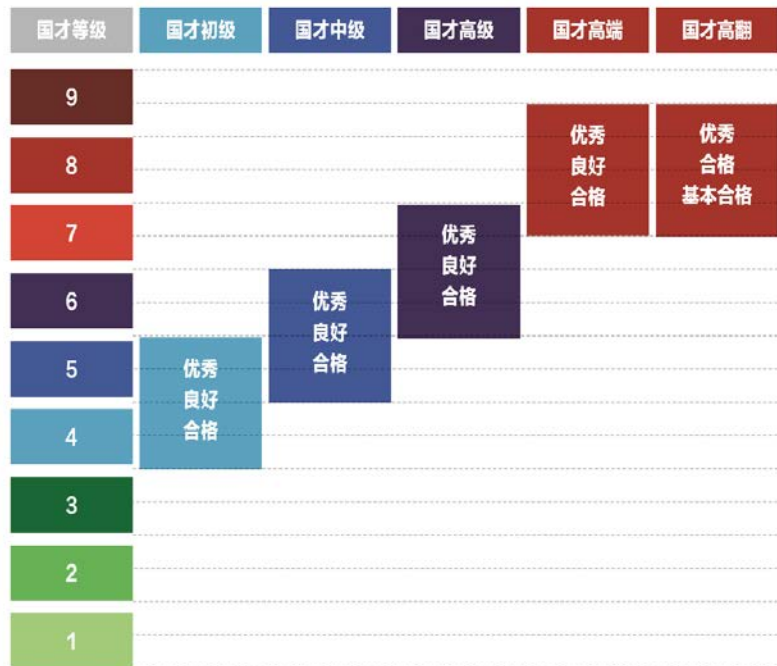 国才等级 国才初级 国才中级 国才高级 国才高端 国才高翻
9
8
7
6
5
4
3
2
1
优秀
良好
合格
优秀
良好
合格
优秀
良好
合格
优秀
良好
合格
优秀
合格
基本合格